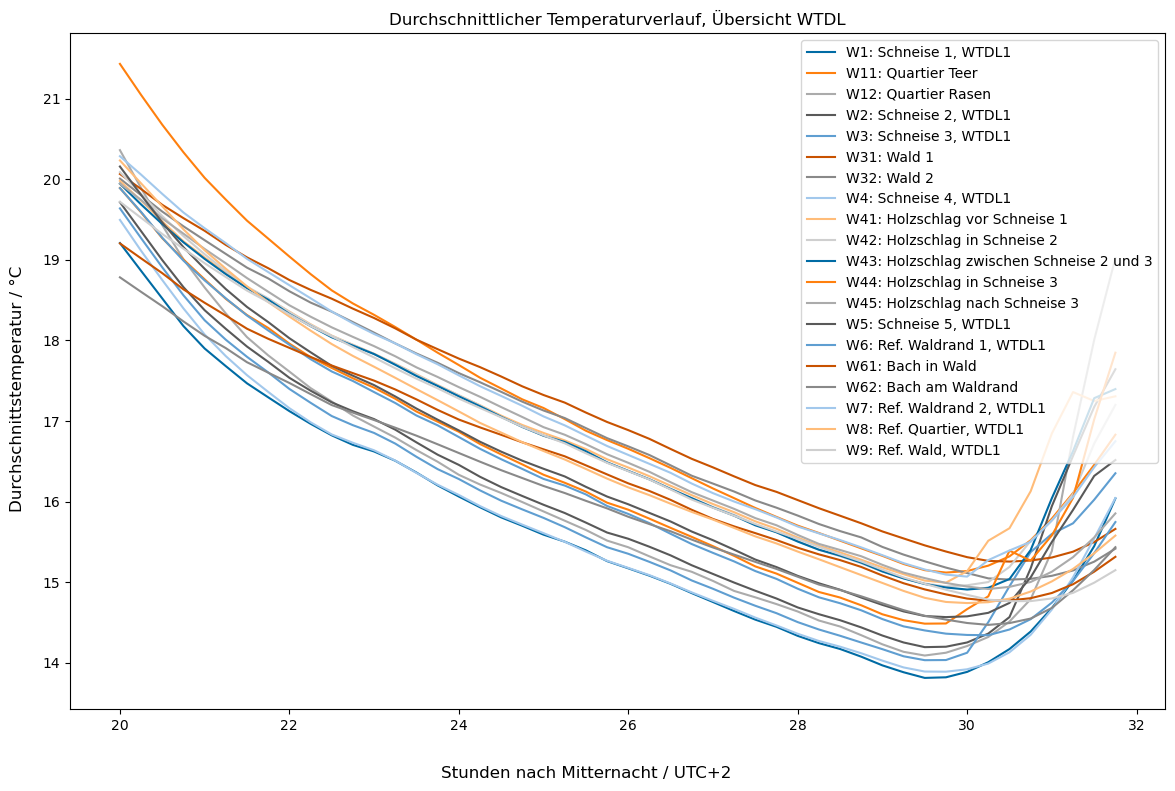 Durchschnittlicher Temperaturverlauf, Übersicht WTDL
W1: Schneise 1, WTDL1
W11: Quartier Teer
W12: Quartier Rasen
W2: Schneise 2, WTDL1
W3: Schneise 3, WTDL1
W31: Wald 1
W32: Wald 2
W4: Schneise 4, WTDL1
W41: Holzschlag vor Schneise 1
W42: Holzschlag in Schneise 2
W43: Holzschlag zwischen Schneise 2 und 3
W44: Holzschlag in Schneise 3
W45: Holzschlag nach Schneise 3
W5: Schneise 5, WTDL1
W6: Ref. Waldrand 1, WTDL1
W61: Bach in Wald
W62: Bach am Waldrand
W7: Ref. Waldrand 2, WTDL1
W8: Ref. Quartier, WTDL1
W9: Ref. Wald, WTDL1
Durchschnittstemperatur / °C
21
20
19
18
17
16
15
14
20 22 24 26 28 30 32
Stunden nach Mitternacht / UTC+2